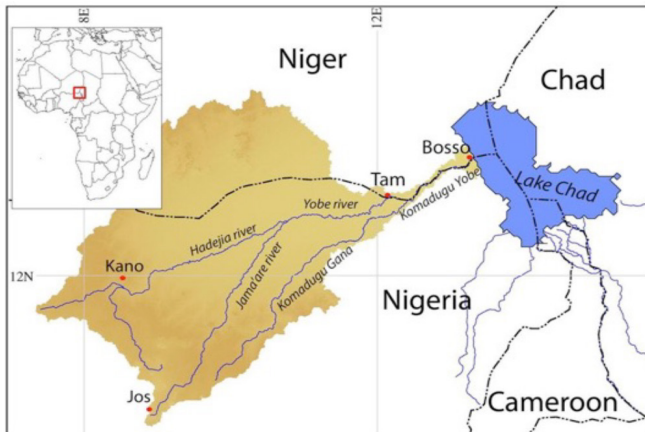 8E
12E
Niger
Chad
Bosso
Tam
Lake Chad
Yobe river
Komadugu Yobe
Hadejia river
Kano
Jama'are river
Komadugu Gana
12N
Nigeria
Jos
Cameroon